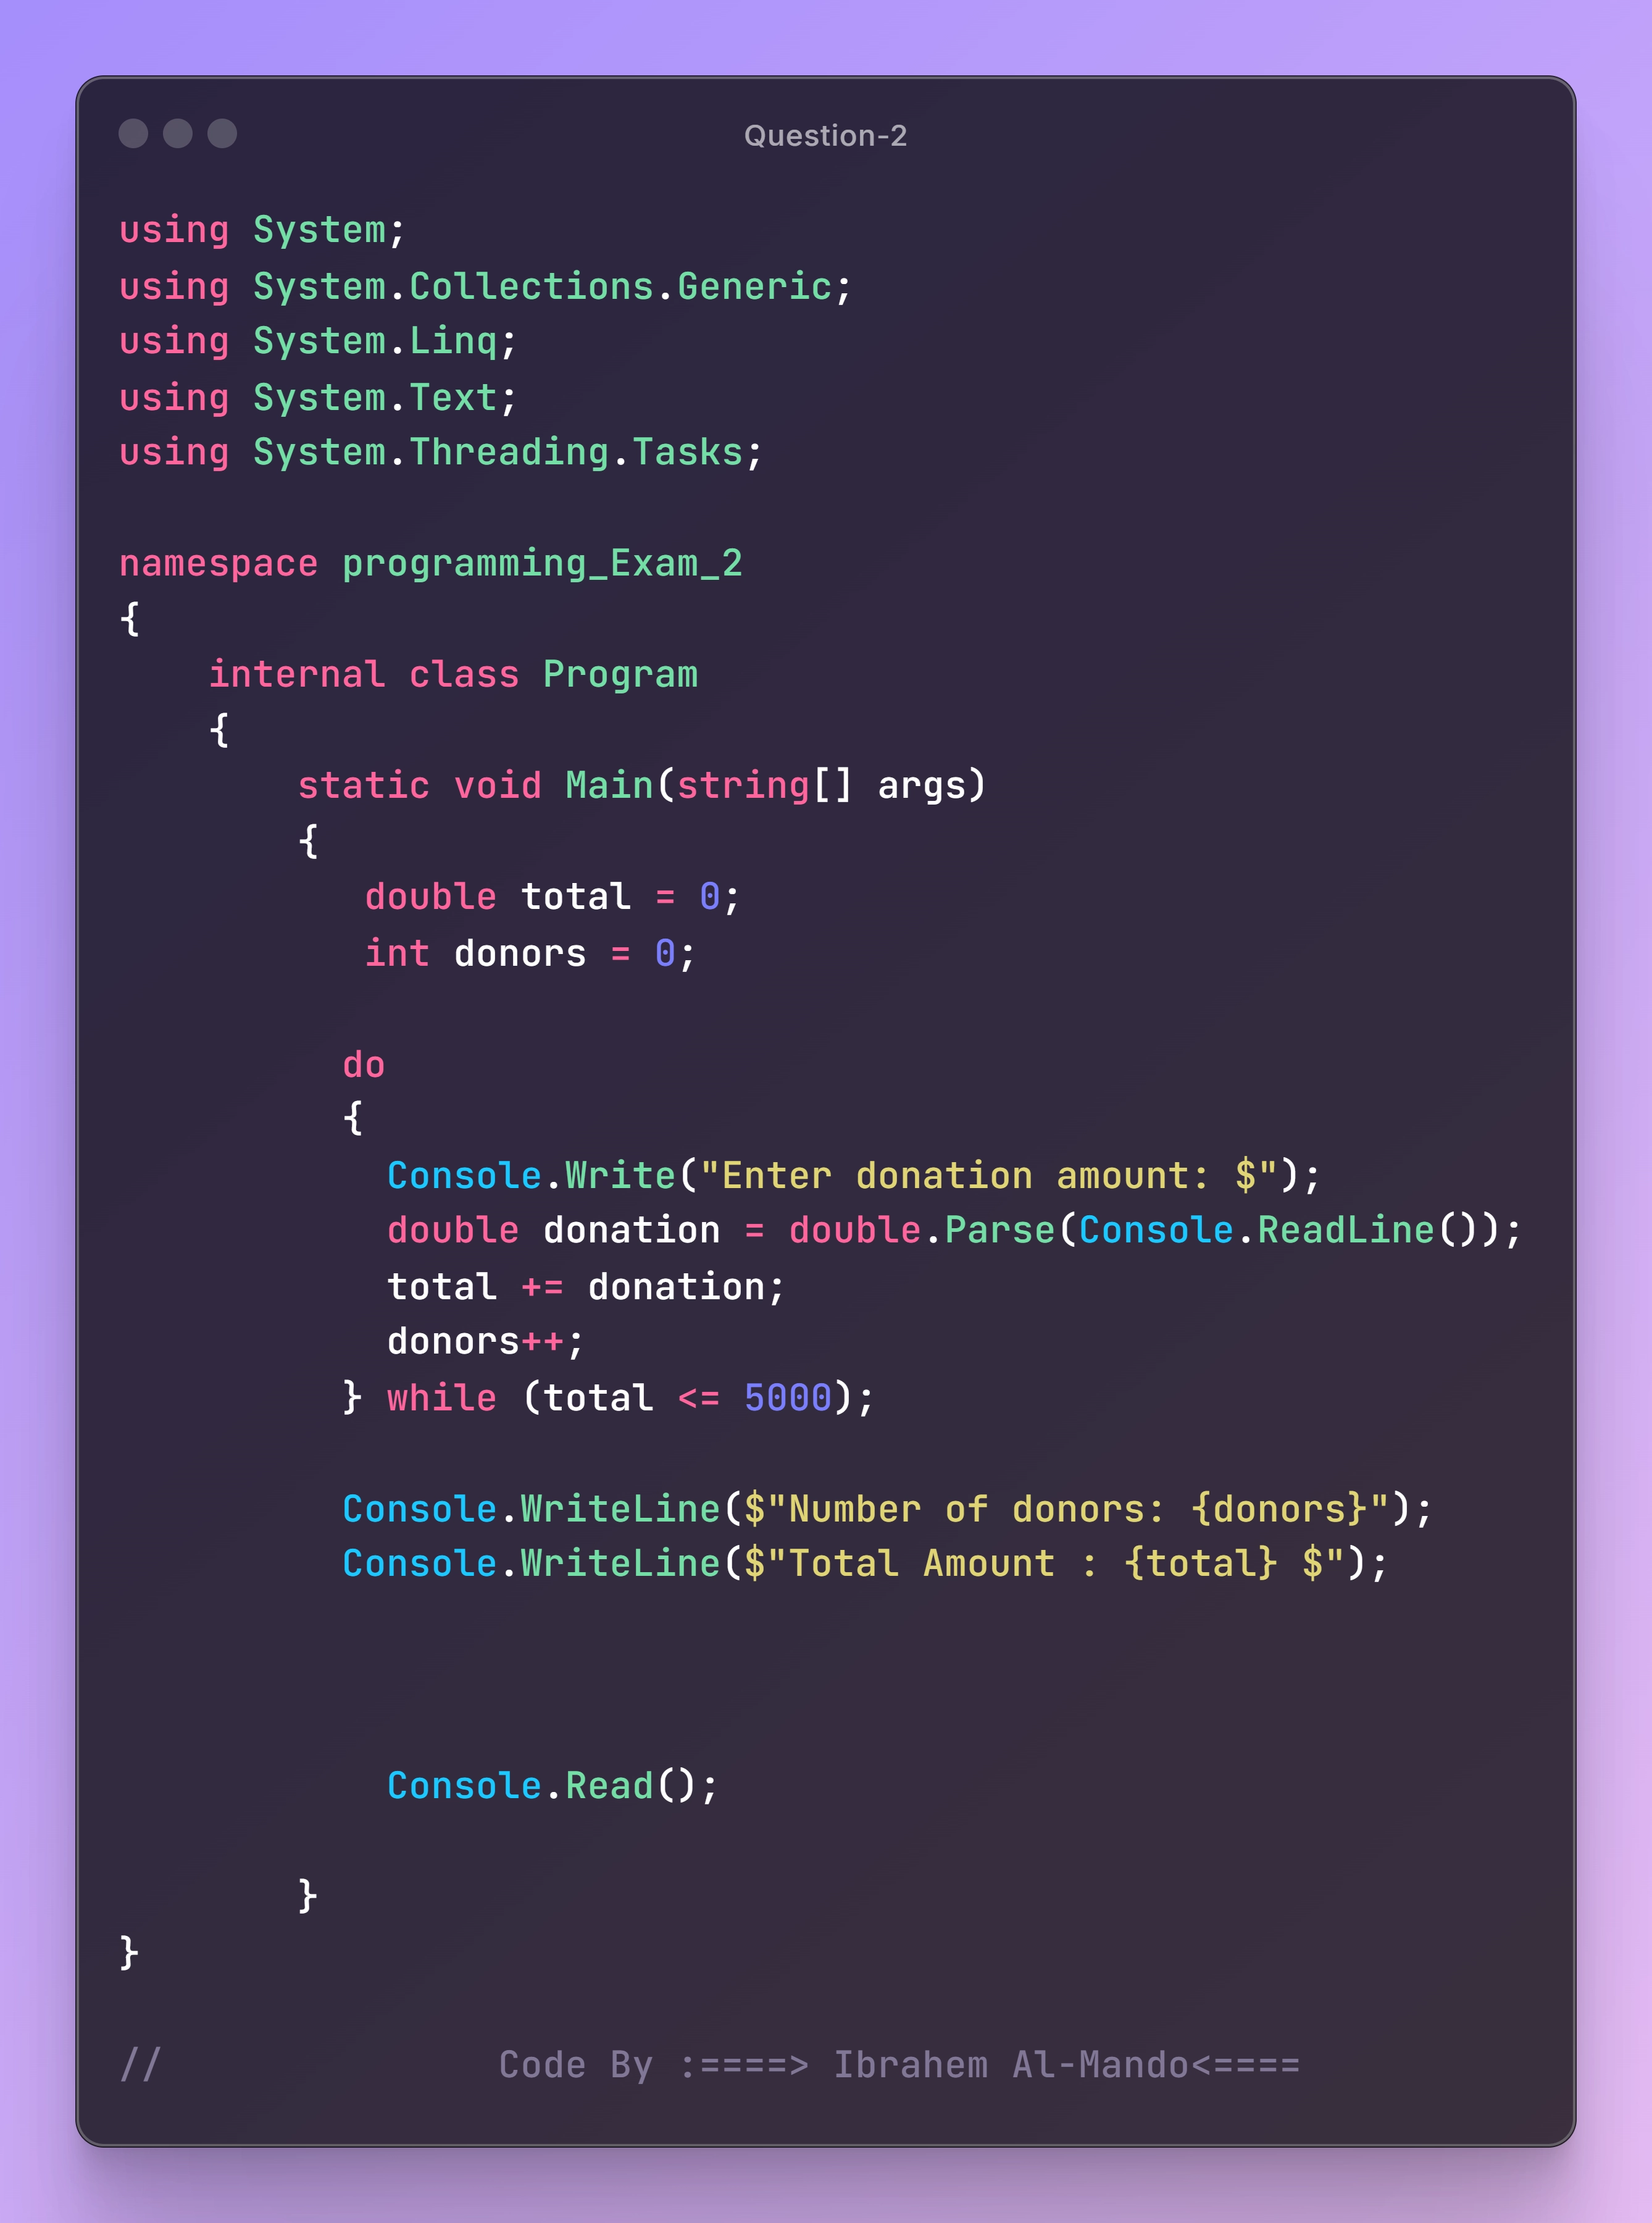 Question-2
using System;
using System.Collections.Generic;
using System.Linq;
using System.Text;
using System.Threading.Tasks;
namespace programming_Exam_2
{
    internal class Program
    {
        static void Main(string[] args)
        {
           double total = 0;
           int donors = 0;
          do
          {
            Console.Write("Enter donation amount: $");
            double donation = double.Parse(Console.ReadLine());
            total += donation;
            donors++;
          } while (total <= 5000);
          Console.WriteLine($"Number of donors: {donors}");
          Console.WriteLine($"Total Amount : {total} $");
            Console.Read();
        }
}
//               Code By :====> Ibrahem Al-Mando<====